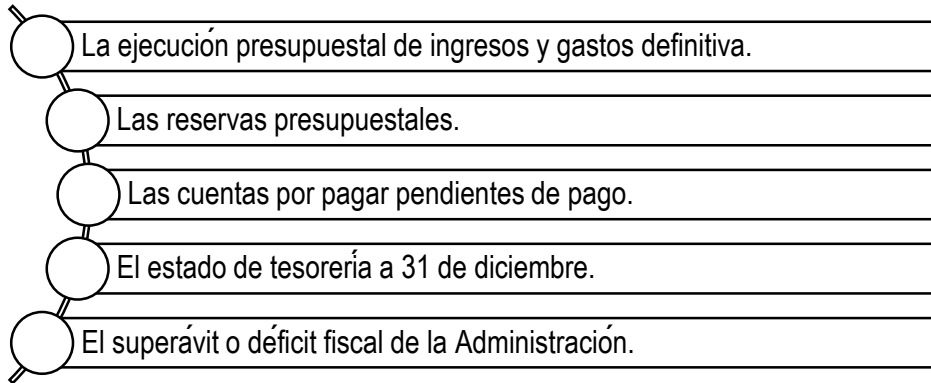 La ejecución presupuestal de ingresos y gastos definitiva.
Las reservas presupuestales.
Las cuentas por pagar pendientes de pago.
El estado de tesorería a 31 de diciembre.
El superávit o déficit fiscal de la Administración.